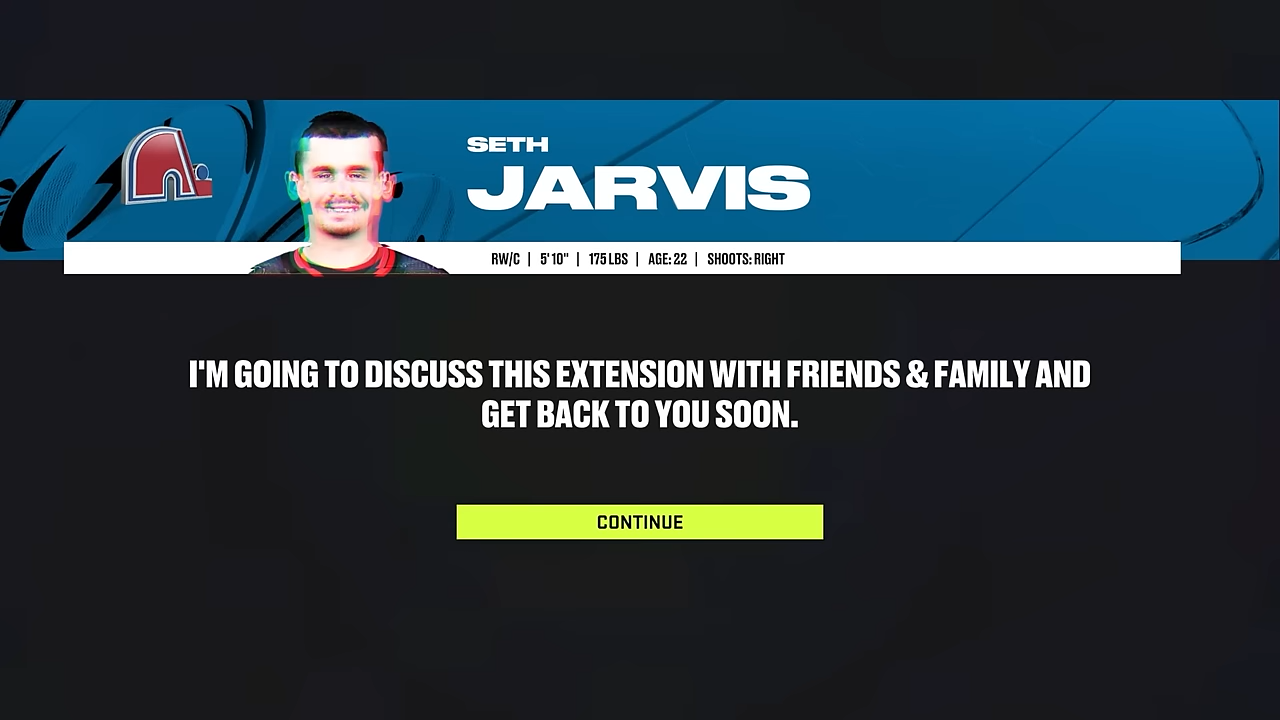 SETH
JARVIS
RW/C | 5'10" | 175 LBS | AGE: 22 | SHOOTS: RIGHT
I'M GOING TO DISCUSS THIS EXTENSION WITH FRIENDS & FAMILY AND
GET BACK TO YOU SOON.
CONTINUE